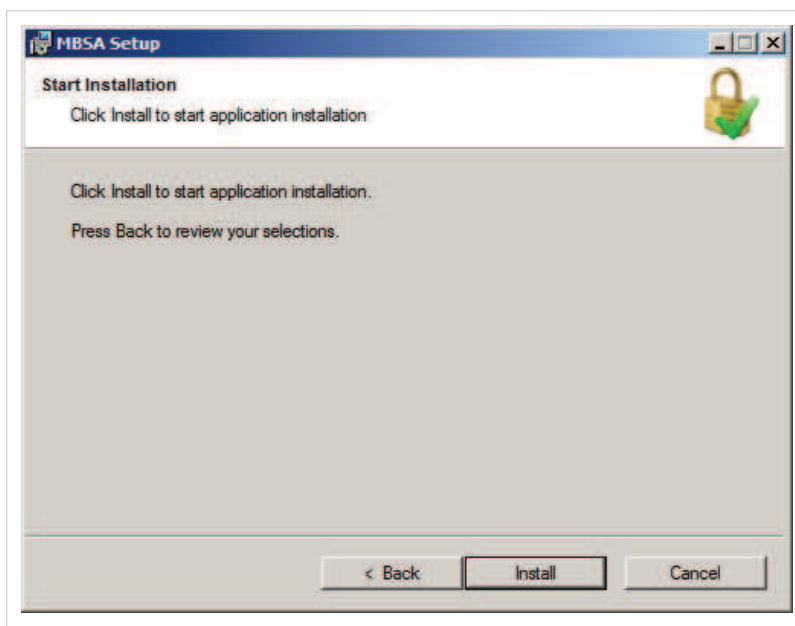 MBSA Setup
Start Installation
Click Install to start application installation
Click Install to start application installation.
Press Back to review your selections.
< Back Install Cancel